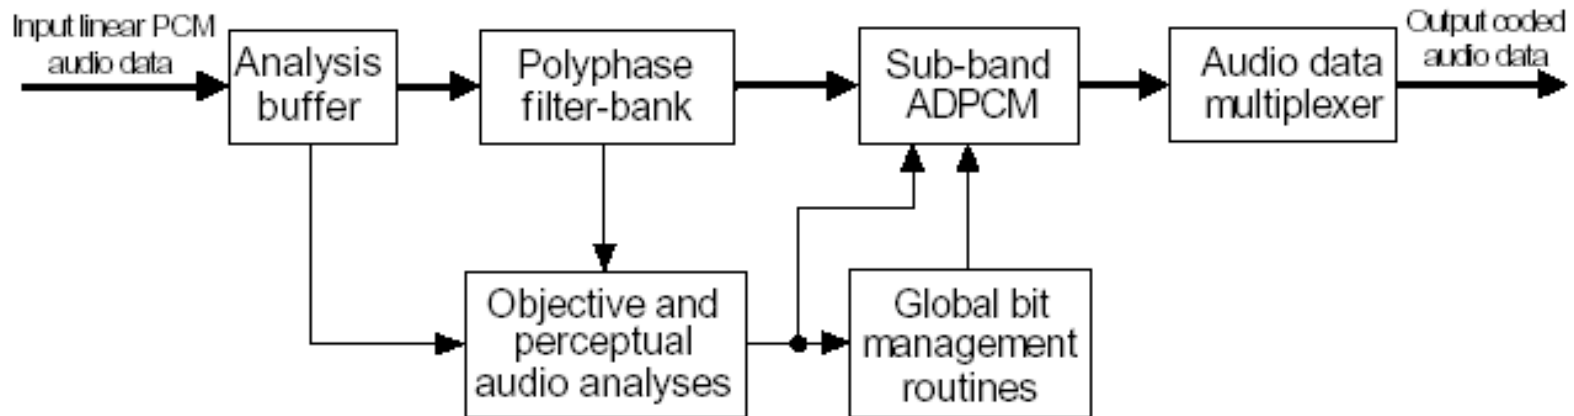 Input linear PCM
audio data
Analysis
buffer
Polyphase
filter-bank
Sub-band
ADPCM
Audio data
multiplexer
Output coded
audio data
Objective and
perceptual
audio analyses
Global bit
management
routines